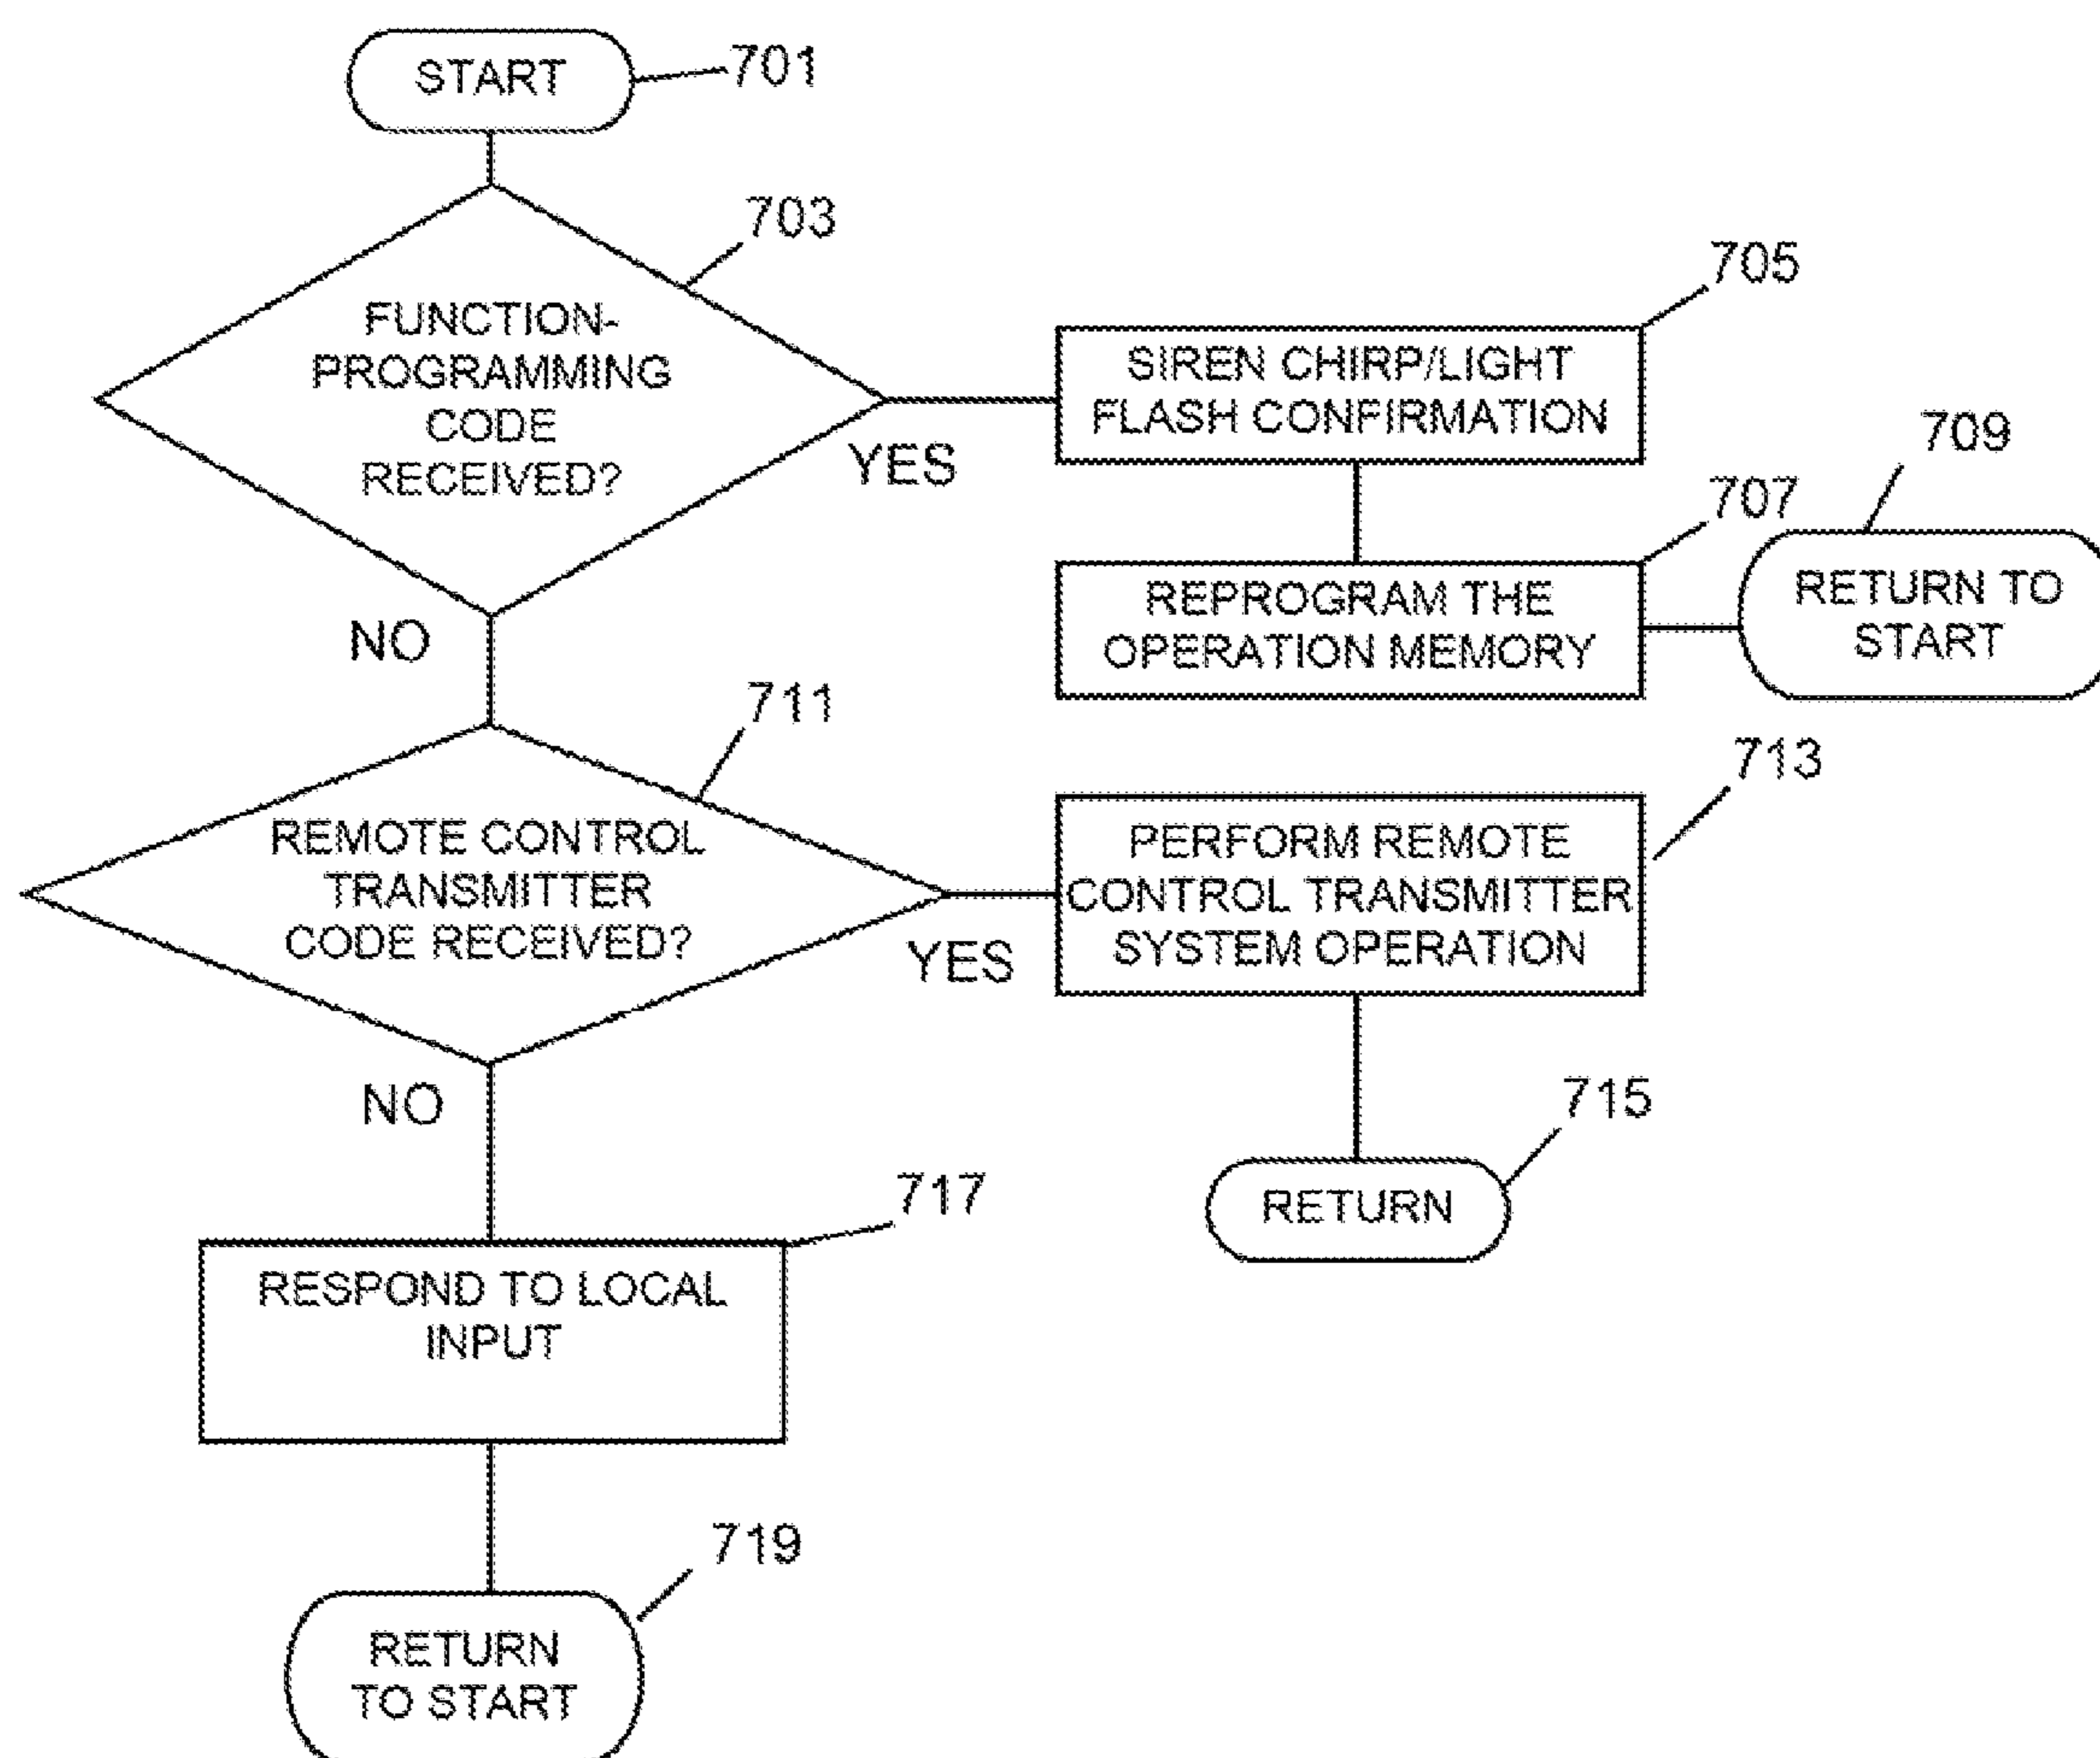 START
701
703
FUNCTION-
PROGRAMMING
CODE
RECEIVED?
YES
NO
705
SIREN CHIRP/LIGHT
FLASH CONFIRMATION
707
REPROGRAM THE
OPERATION MEMORY
709
RETURN TO
START
711
REMOTE CONTROL
TRANSMITTER
CODE RECEIVED?
YES
NO
713
PERFORM REMOTE
CONTROL TRANSMITTER
SYSTEM OPERATION
715
RETURN
717
RESPOND TO LOCAL
INPUT
719
RETURN
TO START